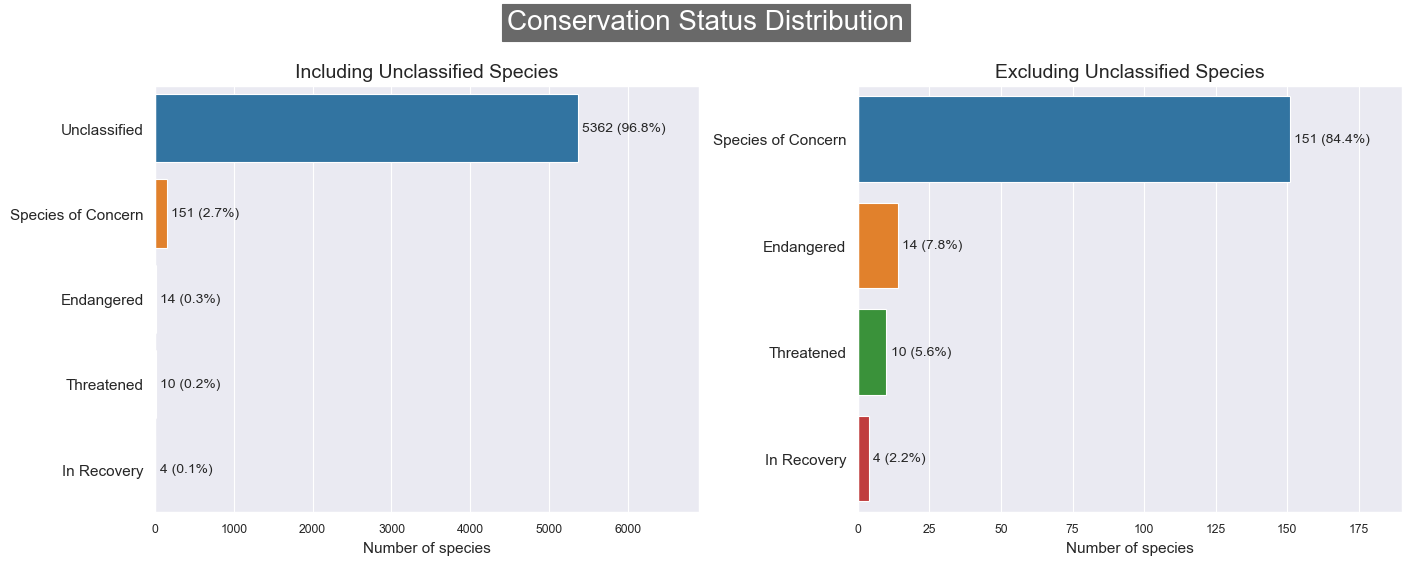 Conservation Status Distribution
Including Unclassified Species
Unclassified
5362 (96.8%)
Species of Concern
151 (2.7%)
Endangered
14 (0.3%)
Threatened
10 (0.2%)
In Recovery
4 (0.1%)
0 1000 2000 3000 4000 5000 6000
Number of species
Excluding Unclassified Species
Species of Concern
151 (84.4%)
Endangered
14 (7.8%)
Threatened
10 (5.6%)
In Recovery
4 (2.2%)
0 25 50 75 100 125 150 175
Number of species